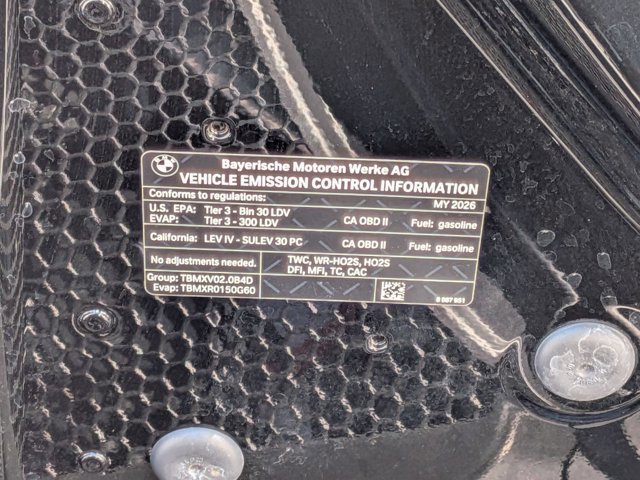 BMW
Bayerische Motoren Werke AG
VEHICLE EMISSION CONTROL INFORMATION
Conforms to regulations: MY 2026
U.S. EPA: Tier 3 - Bin 30 LDV CA OBD II Fuel: gasoline
EVAP: Tier 3 - 300 LDV
California: LEV IV - SULEV 30 PC CA OBD II Fuel: gasoline
No adjustments needed. TWC, WR-HO2S, HO2S
DFI, MFI, TC, CAC
Group: TBMXV02.0B4D
Evap: TBMXR0150G60